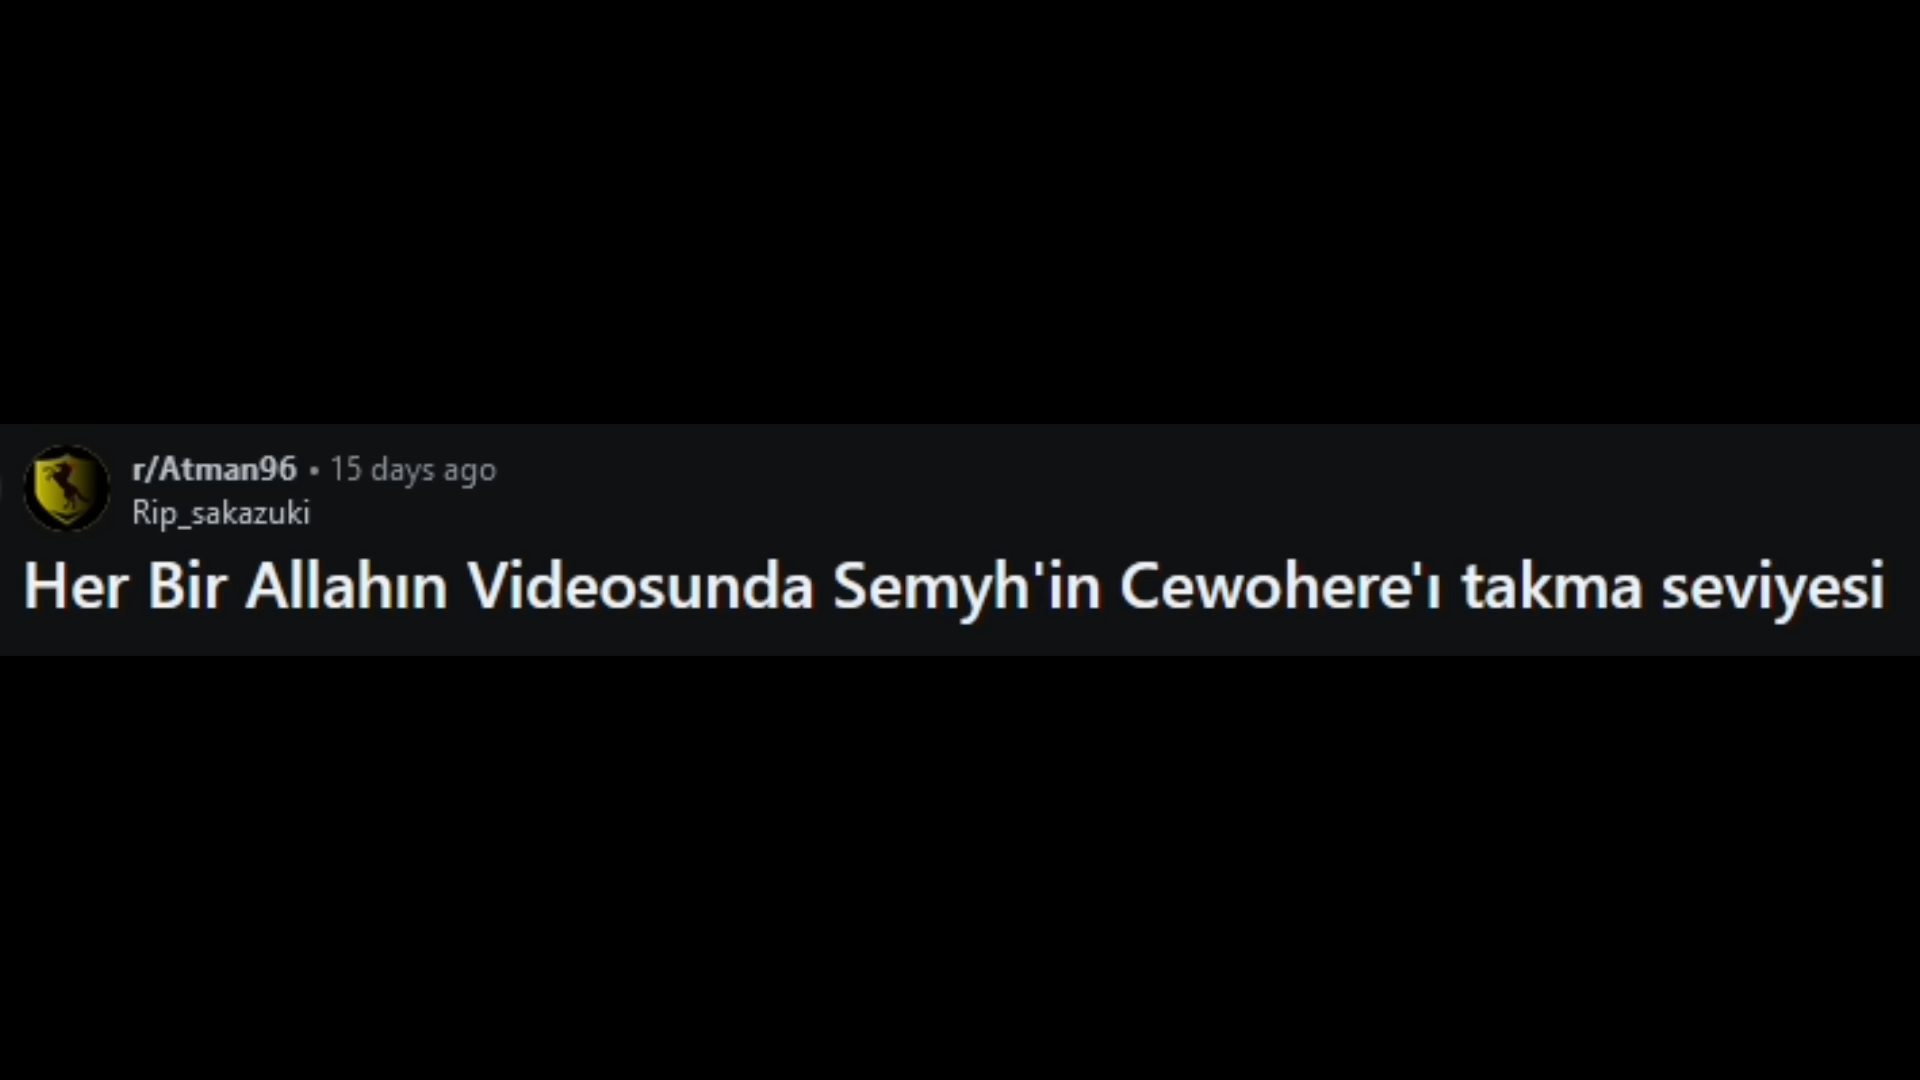 r/Atman96 • 15 days ago
Rip_sakazuki
Her Bir Allahın Videosunda Semyh'in Cewohere'ı takma seviyesi